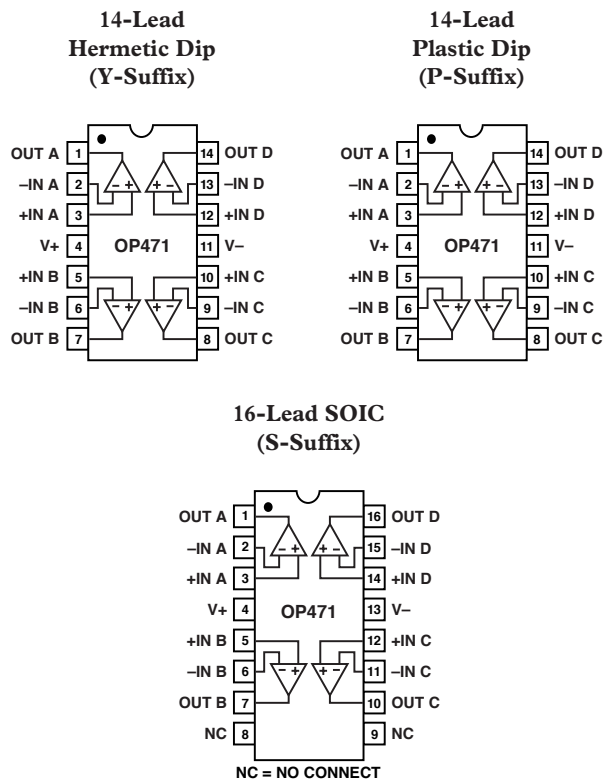 14-Lead
Hermetic Dip
(Y-Suffix)
14-Lead
Plastic Dip
(P-Suffix)
OUT A 1 14 OUT D
–IN A 2 – + + – 13 –IN D
+IN A 3 12 +IN D
V+ 4 OP471 11 V–
+IN B 5 10 +IN C
–IN B 6 – + + – 9 –IN C
OUT B 7 8 OUT C
OUT A 1 14 OUT D
–IN A 2 – + + – 13 –IN D
+IN A 3 12 +IN D
V+ 4 OP471 11 V–
+IN B 5 10 +IN C
–IN B 6 – + + – 9 –IN C
OUT B 7 8 OUT C
16-Lead SOIC
(S-Suffix)
OUT A 1 16 OUT D
–IN A 2 – + + – 15 –IN D
+IN A 3 14 +IN D
V+ 4 OP471 13 V–
+IN B 5 12 +IN C
–IN B 6 – + + – 11 –IN C
OUT B 7 10 OUT C
NC 8 9 NC
NC = NO CONNECT